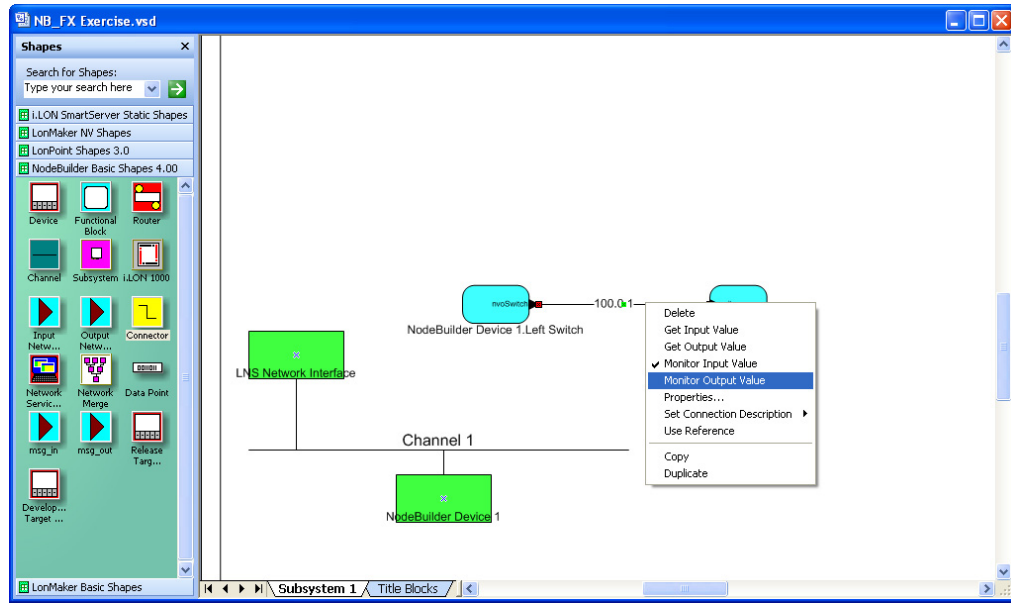 NB_FX Exercise.vsd
Shapes
Search for Shapes:
Type your search here
i.LON SmartServer Static Shapes
LonMaker NV Shapes
LonPoint Shapes 3.0
NodeBuilder Basic Shapes 4.00
Device
Functional
Block
Router
Channel
Subsystem
i.LON 1000
Input
Netw...
Output
Netw...
Connector
Network
Servic...
Network
Merge
Data Point
msg_in
msg_out
Release
Targ...
Develop...
Target ...
LonMaker Basic Shapes
nvoSwitch
100.0 1
NodeBuilder Device 1.Left Switch
LNS Network Interface
Channel 1
NodeBuilder Device 1
Delete
Get Input Value
Get Output Value
Monitor Input Value
Monitor Output Value
Properties...
Set Connection Description
Use Reference
Copy
Duplicate
Subsystem 1
Title Blocks